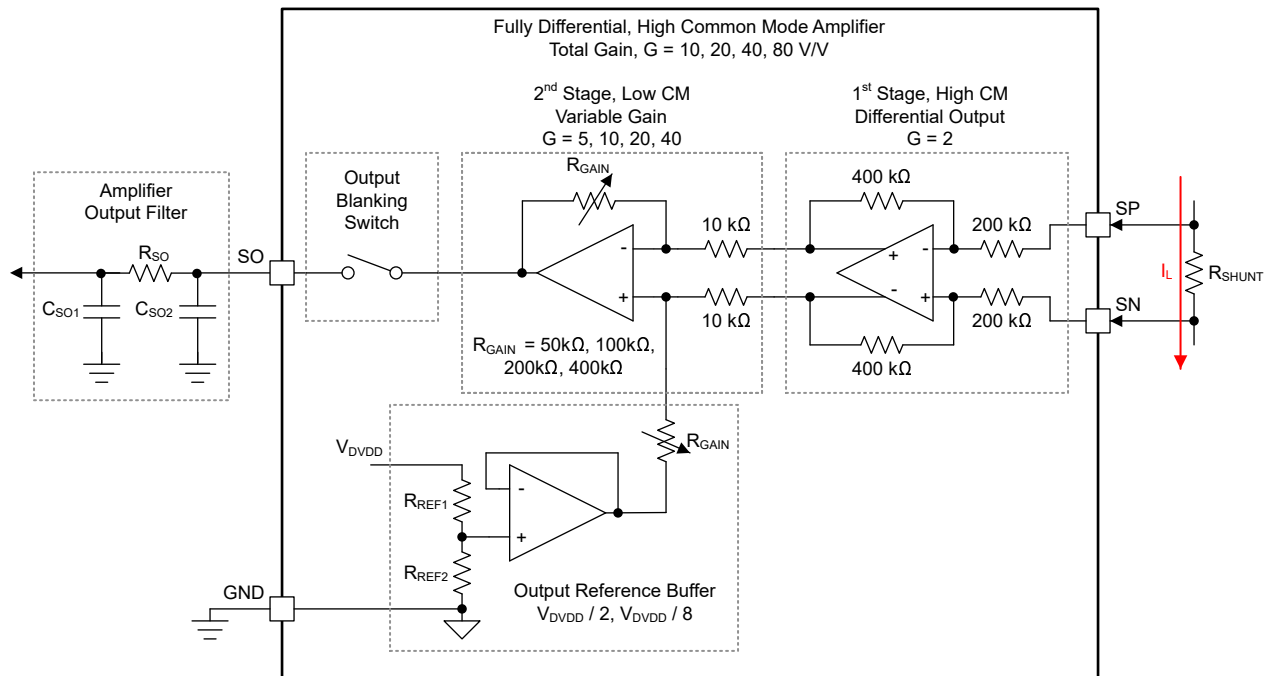 Fully Differential, High Common Mode Amplifier
Total Gain, G = 10, 20, 40, 80 V/V
2nd Stage, Low CM
Variable Gain
G = 5, 10, 20, 40
1st Stage, High CM
Differential Output
G = 2
Amplifier
Output Filter
Output
Blanking
Switch
RGAIN
400 kΩ
SP
RSO
SO
10 kΩ
200 kΩ
-
+
-
+
-
+
IL
RSHUNT
CSO1
CSO2
10 kΩ
200 kΩ
SN
RGAIN = 50kΩ, 100kΩ,
200kΩ, 400kΩ
400 kΩ
VDVDD
RGAIN
RREF1
-
+
RREF2
GND
Output Reference Buffer
VDVDD / 2, VDVDD / 8